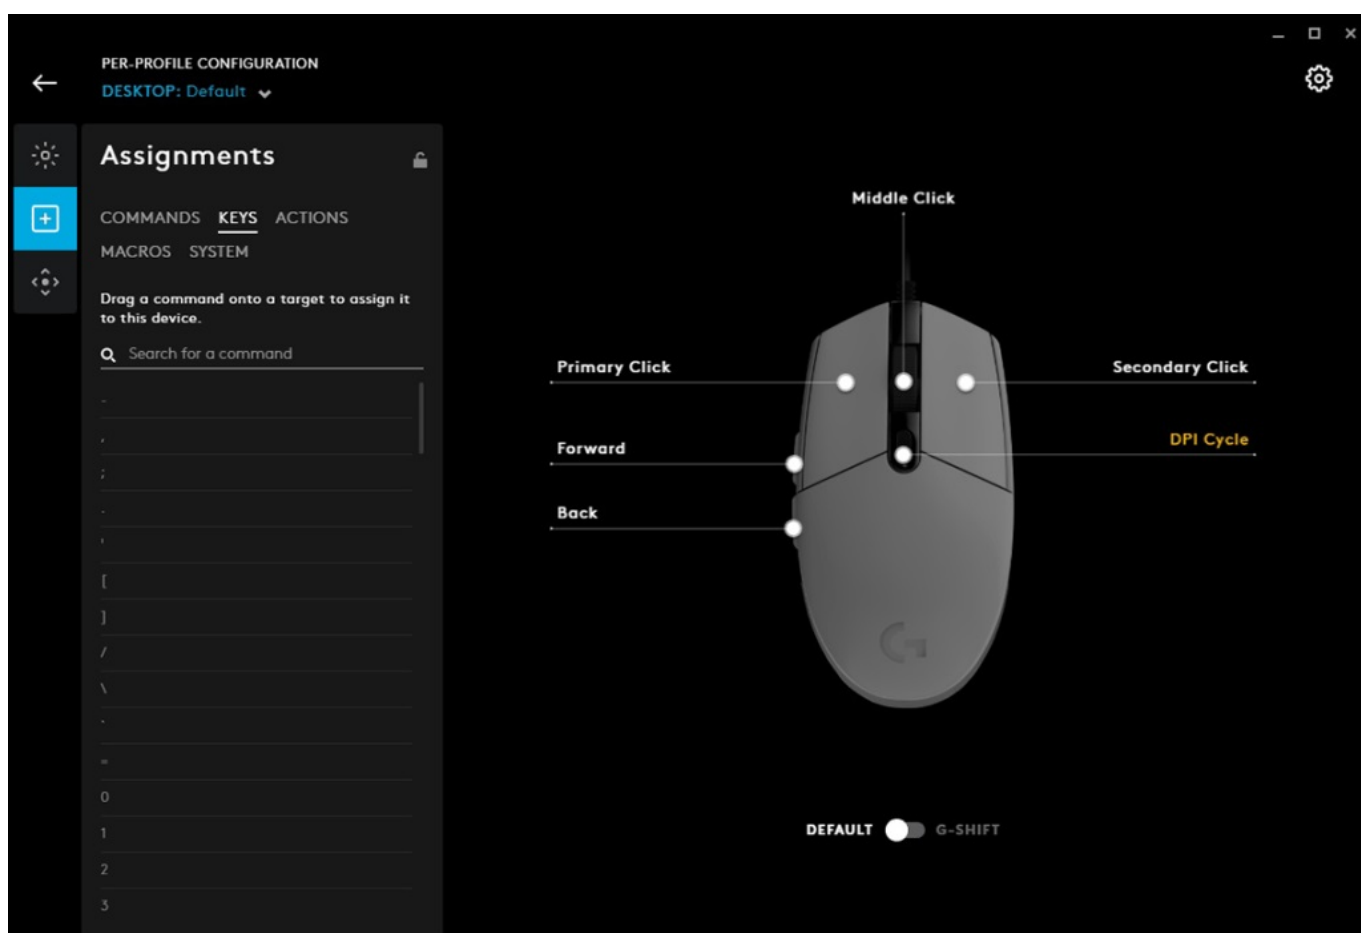 PER-PROFILE CONFIGURATION
DESKTOP: Default
Assignments
COMMANDS KEYS ACTIONS
MACROS SYSTEM
Drag a command onto a target to assign it
to this device.
Search for a command
-
,
;
.
'
[
]
/
\
`
=
0
1
2
3
Middle Click
Primary Click
Secondary Click
Forward
DPI Cycle
Back
G
DEFAULT G-SHIFT